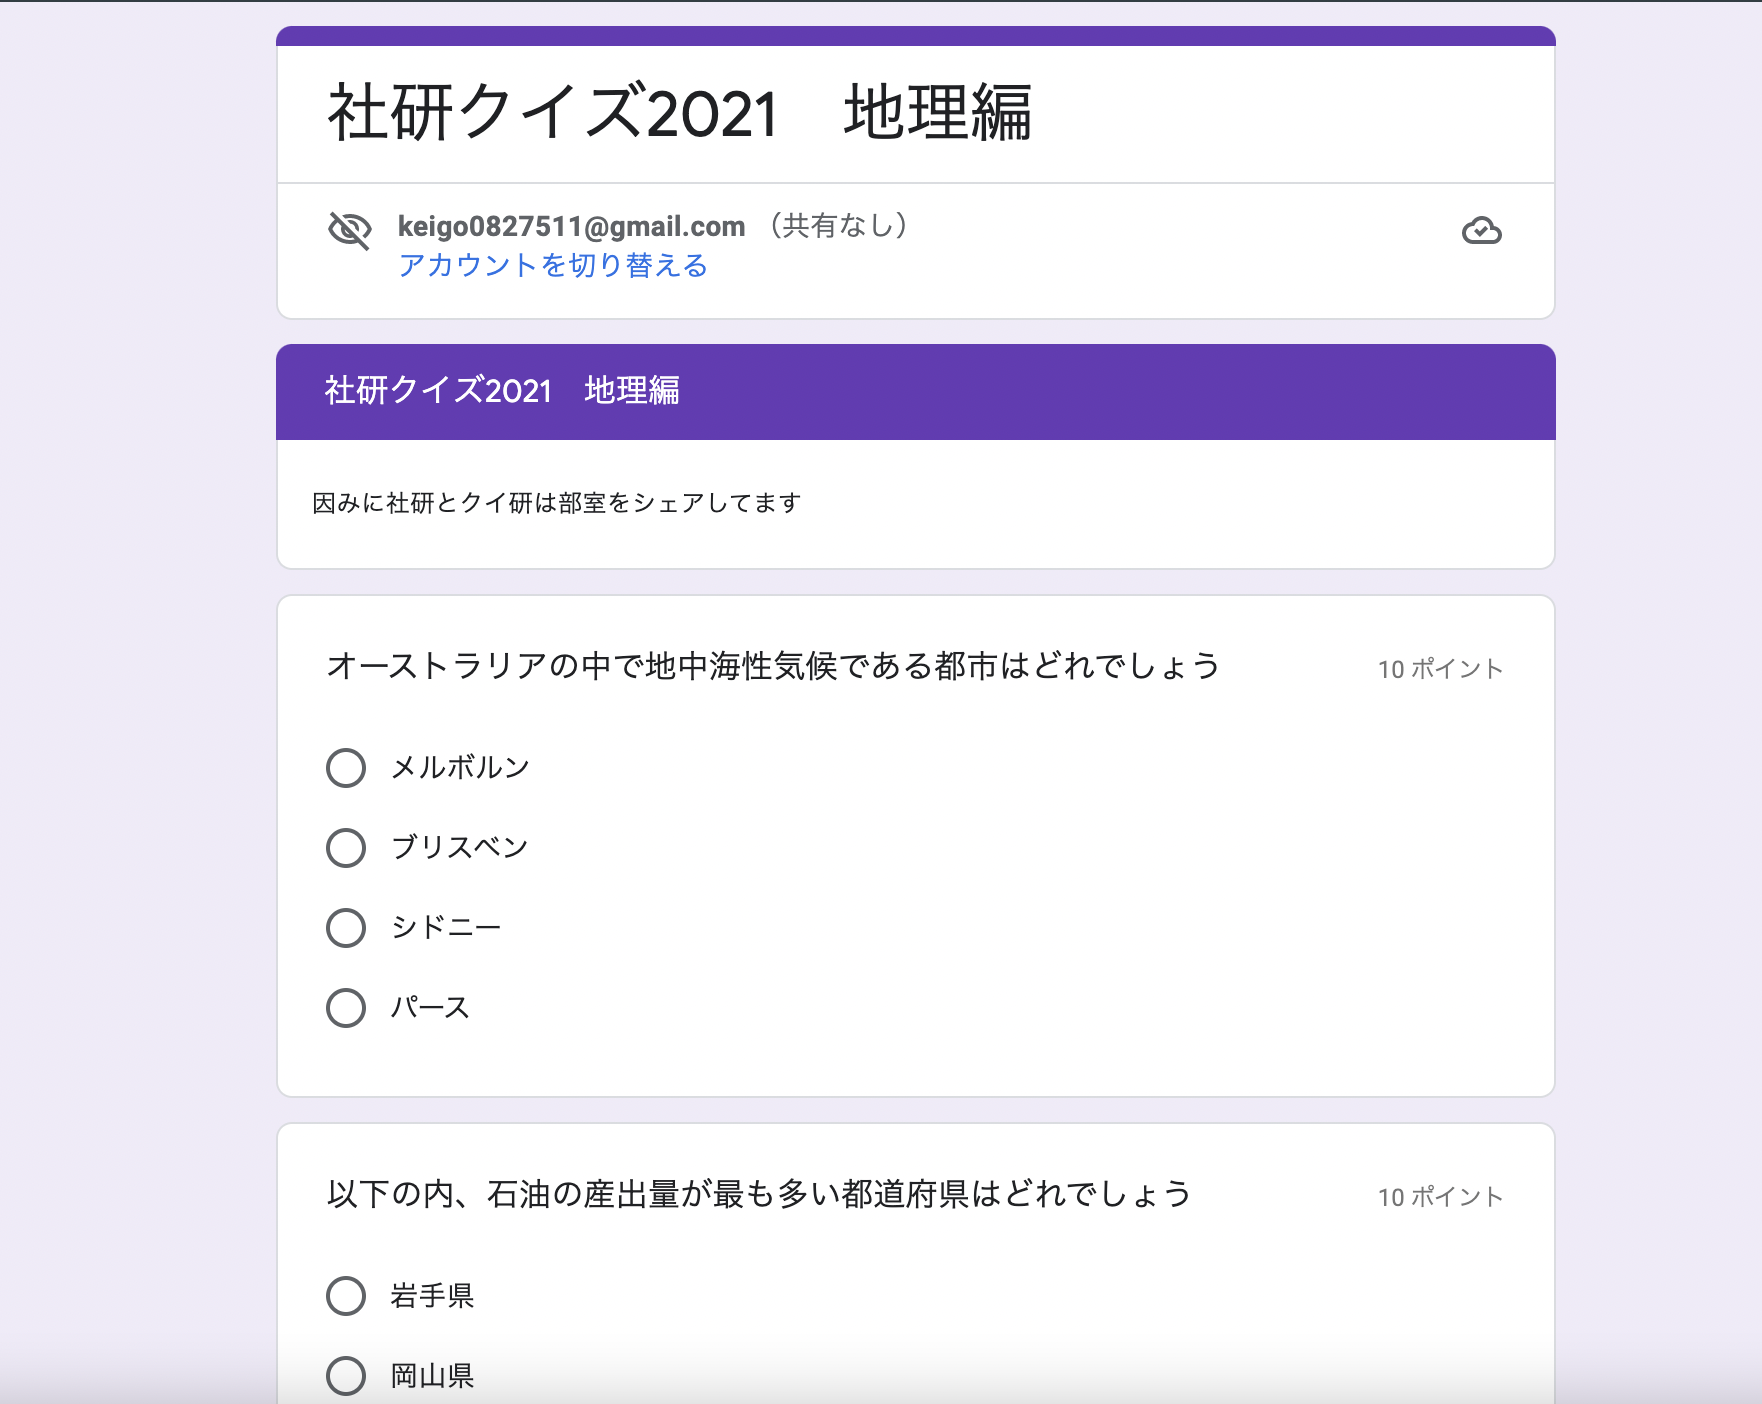 社研クイズ2021　地理編
keigo0827511@gmail.com （共有なし）
アカウントを切り替える
社研クイズ2021　地理編
因みに社研とクイ研は部室をシェアしてます
オーストラリアの中で地中海性気候である都市はどれでしょう
10 ポイント
メルボルン
ブリスベン
シドニー
パース
以下の内、石油の産出量が最も多い都道府県はどれでしょう
10 ポイント
岩手県
岡山県